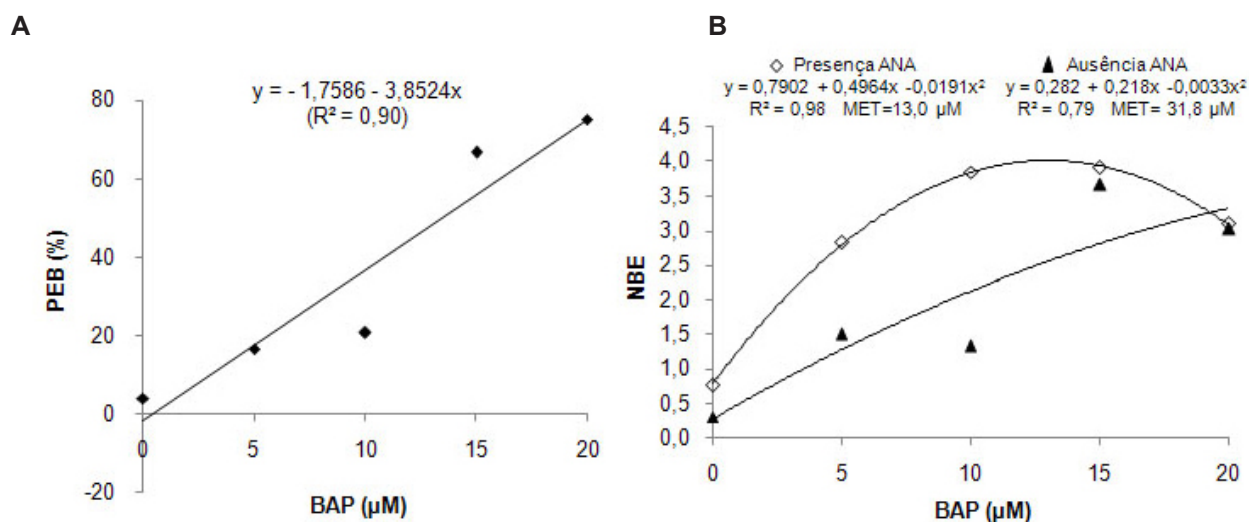 A
y = - 1,7586 - 3,8524x
(R² = 0,90)
80
60
40
20
0
-20
PEB (%)
0 5 10 15 20
BAP (µM)
B
◇ Presença ANA ▲ Ausência ANA
y = 0,7902 + 0,4964x -0,0191x² y = 0,282 + 0,218x -0,0033x²
R² = 0,98 MET=13,0 µM R² = 0,79 MET= 31,8 µM
4,5
4,0
3,5
3,0
2,5
2,0
1,5
1,0
0,5
0,0
NBE
0 5 10 15 20
BAP (µM)